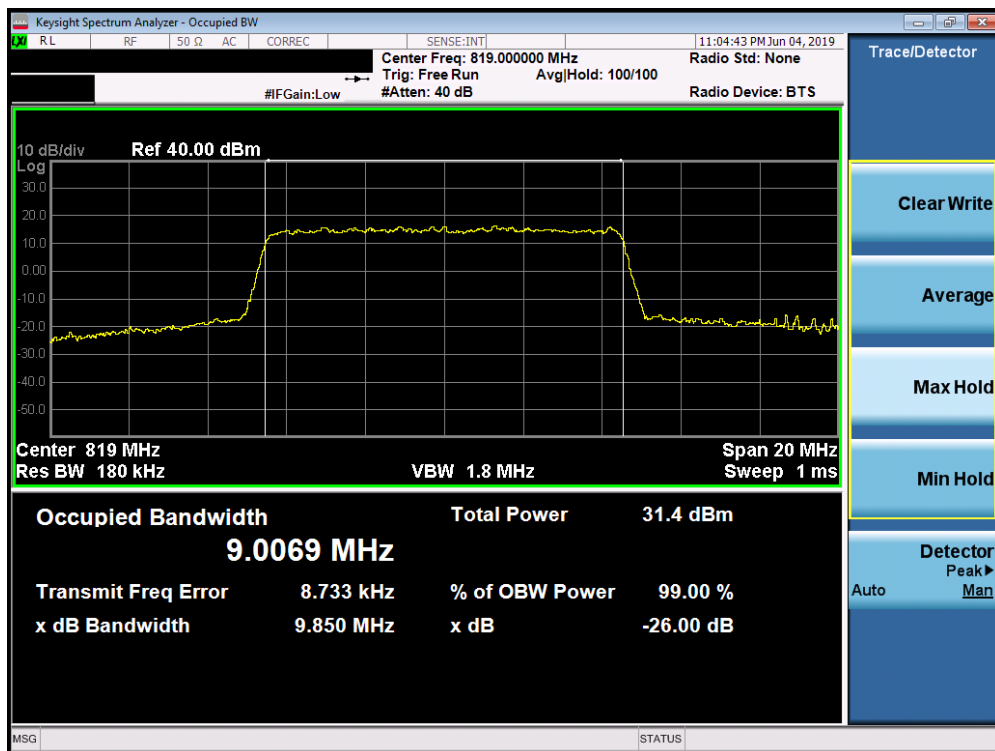 Keysight Spectrum Analyzer - Occupied BW
LXI RL RF 50 Ω AC CORREC SENSE:INT 11:04:43 PM Jun 04, 2019
Center Freq: 819.000000 MHz Radio Std: None
Trig: Free Run Avg|Hold: 100/100
#IFGain:Low #Atten: 40 dB Radio Device: BTS
10 dB/div Ref 40.00 dBm
Log
30.0
20.0
10.0
0.00
-10.0
-20.0
-30.0
-40.0
-50.0
Center 819 MHz Span 20 MHz
Res BW 180 kHz VBW 1.8 MHz Sweep 1 ms
Occupied Bandwidth Total Power 31.4 dBm
9.0069 MHz
Transmit Freq Error 8.733 kHz % of OBW Power 99.00 %
x dB Bandwidth 9.850 MHz x dB -26.00 dB
MSG STATUS
Trace/Detector
Clear Write
Average
Max Hold
Min Hold
Detector
Peak▶
Auto Man